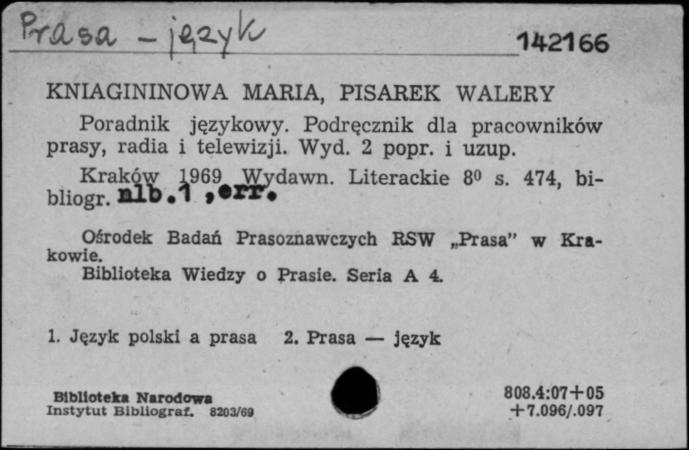 Prasa – język
142166
KNIAGININOWA MARIA, PISAREK WALERY
Poradnik językowy. Podręcznik dla pracowników
prasy, radia i telewizji. Wyd. 2 popr. i uzup.
Kraków 1969 Wydawn. Literackie 8⁰ s. 474, bi-
bliogr. nlb.1 ,err.
Ośrodek Badań Prasoznawczych RSW „Prasa” w Kra-
kowie.
Biblioteka Wiedzy o Prasie. Seria A 4.
1. Język polski a prasa 2. Prasa — język
Biblioteka Narodowa 808.4:07+05
Instytut Bibliograf. 8203/69 +7.096/.097